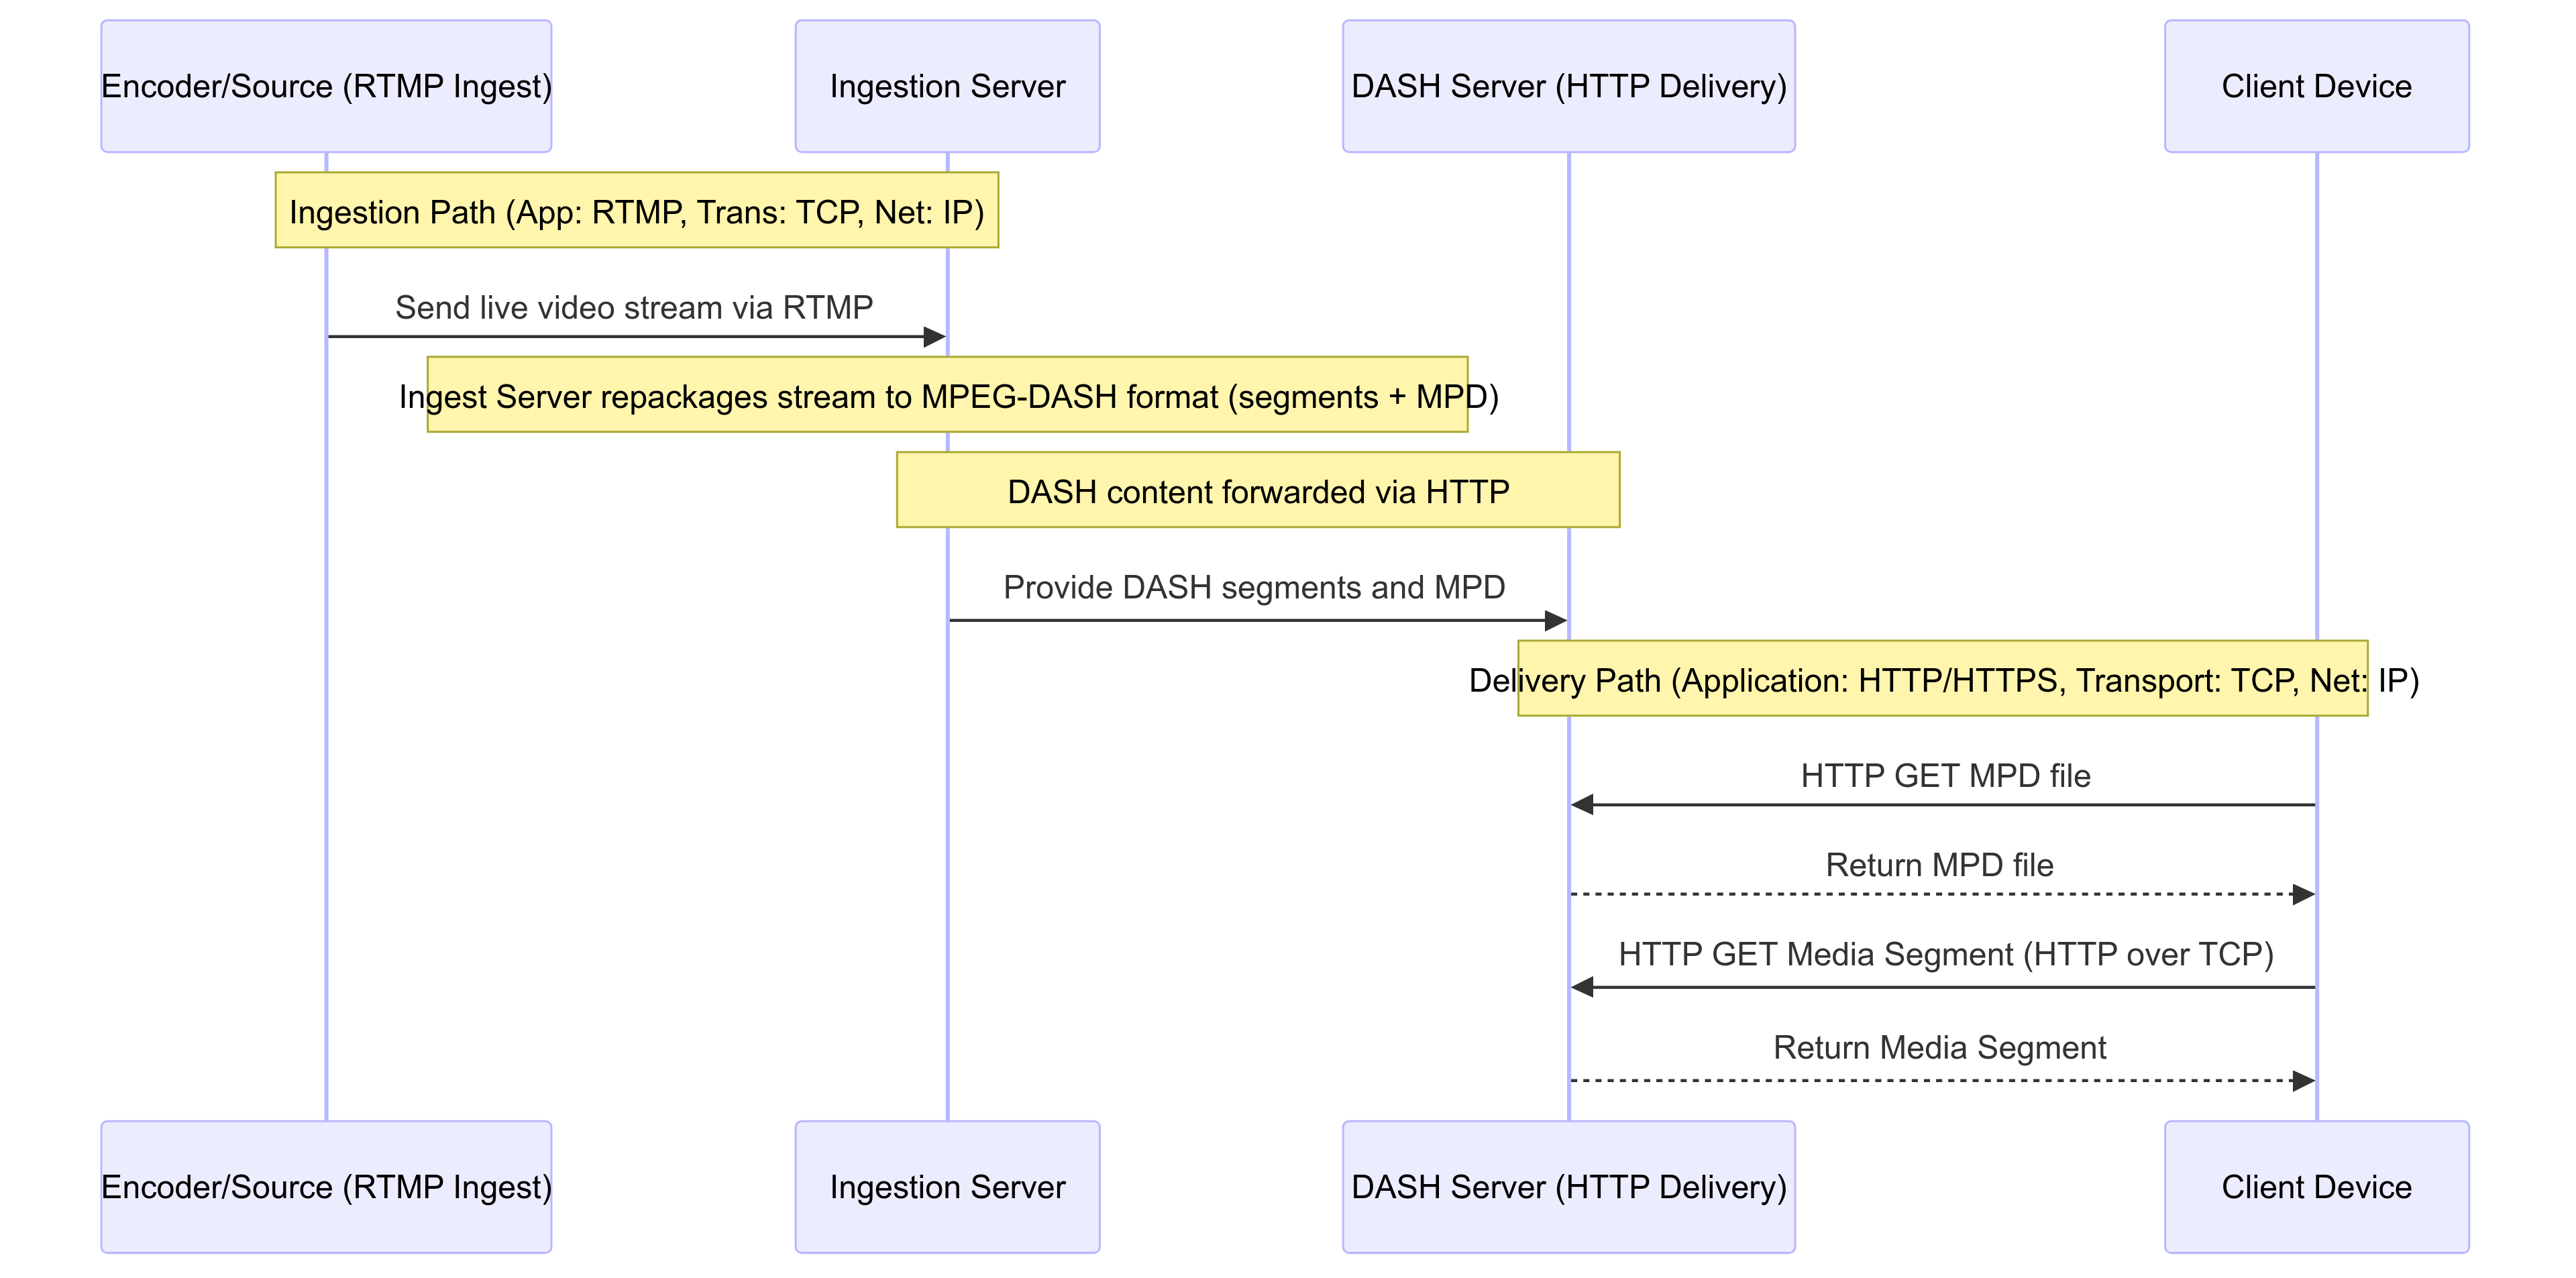 Encoder/Source (RTMP Ingest)
Ingestion Server
DASH Server (HTTP Delivery)
Client Device
Ingestion Path (App: RTMP, Trans: TCP, Net: IP)
Send live video stream via RTMP
Ingest Server repackages stream to MPEG-DASH format (segments + MPD)
DASH content forwarded via HTTP
Provide DASH segments and MPD
Delivery Path (Application: HTTP/HTTPS, Transport: TCP, Net: IP)
HTTP GET MPD file
Return MPD file
HTTP GET Media Segment (HTTP over TCP)
Return Media Segment
Encoder/Source (RTMP Ingest)
Ingestion Server
DASH Server (HTTP Delivery)
Client Device